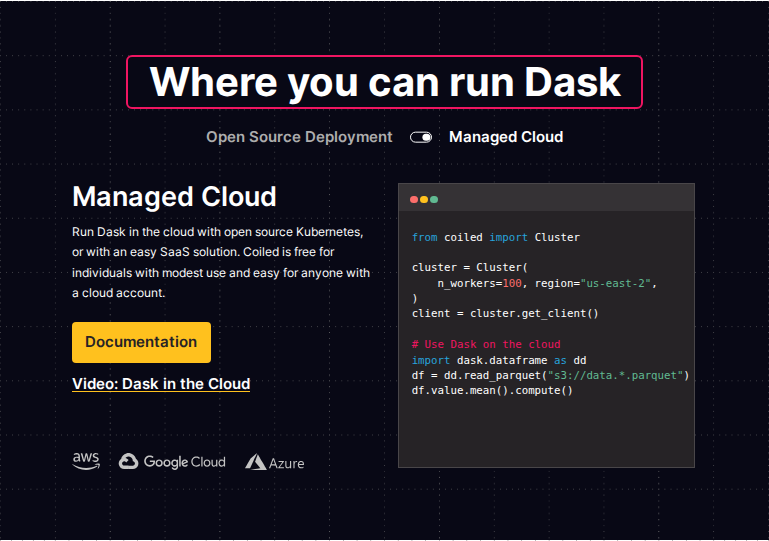 Where you can run Dask
Open Source Deployment Managed Cloud
Managed Cloud
Run Dask in the cloud with open source Kubernetes,
or with an easy SaaS solution. Coiled is free for
individuals with modest use and easy for anyone with
a cloud account.
Documentation
Video: Dask in the Cloud
aws Google Cloud Azure
from coiled import Cluster
cluster = Cluster(
    n_workers=100, region="us-east-2",
)
client = cluster.get_client()
# Use Dask on the cloud
import dask.dataframe as dd
df = dd.read_parquet("s3://data.*.parquet")
df.value.mean().compute()